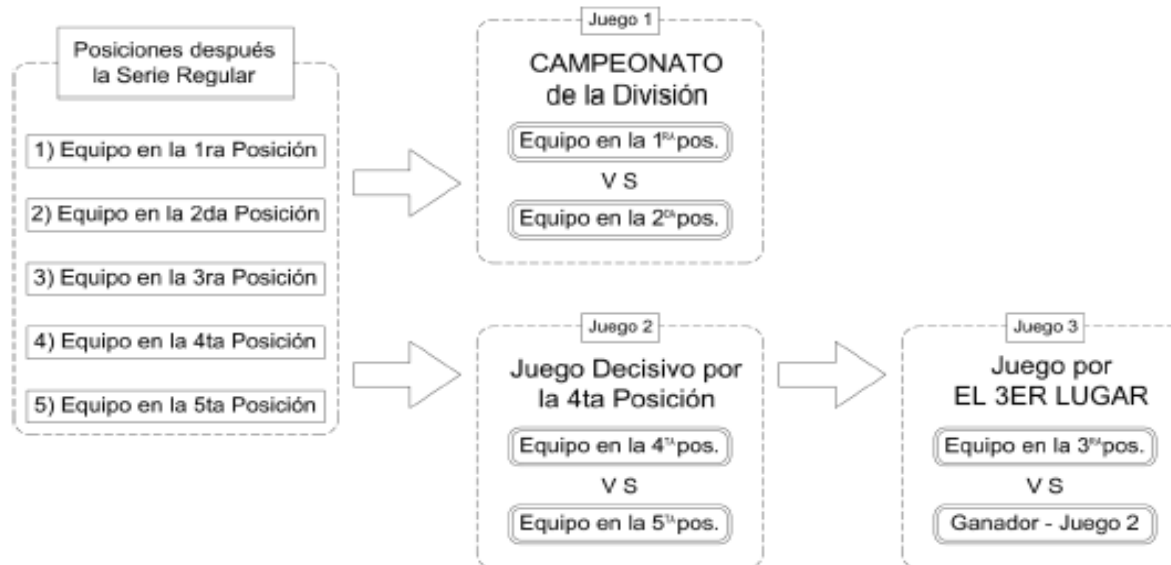 Posiciones después
la Serie Regular
1) Equipo en la 1ra Posición
2) Equipo en la 2da Posición
3) Equipo en la 3ra Posición
4) Equipo en la 4ta Posición
5) Equipo en la 5ta Posición
Juego 1
CAMPEONATO
de la División
Equipo en la 1ᴿᴬ pos.
V S
Equipo en la 2ᴰᴬ pos.
Juego 2
Juego Decisivo por
la 4ta Posición
Equipo en la 4ᵀᴬ pos.
V S
Equipo en la 5ᵀᴬ pos.
Juego 3
Juego por
EL 3ER LUGAR
Equipo en la 3ᴿᴬ pos.
V S
Ganador - Juego 2